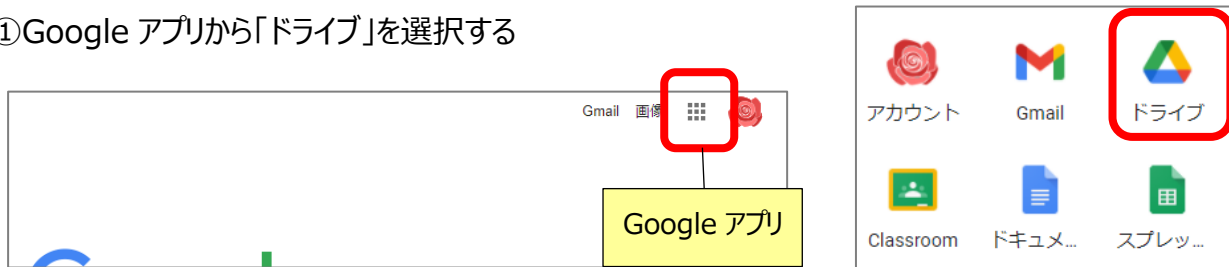 ①Google アプリから「ドライブ」を選択する
Gmail 画像
Google アプリ
アカウント Gmail ドライブ
Classroom ドキュメ... スプレッ...